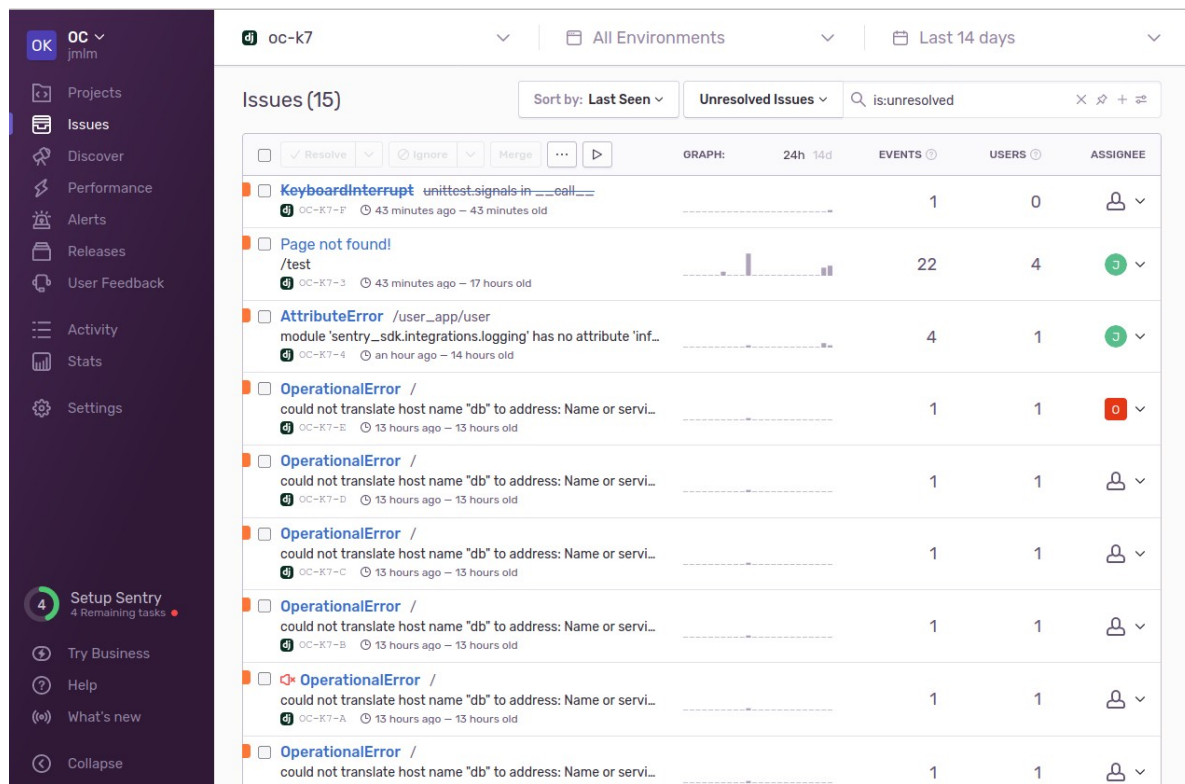 OK
OC
jmlm
Projects
Issues
Discover
Performance
Alerts
Releases
User Feedback
Activity
Stats
Settings
4
Setup Sentry
4 Remaining tasks
Try Business
Help
What's new
Collapse
dj oc-k7
All Environments
Last 14 days
Issues (15)
Sort by: Last Seen
Unresolved Issues
is:unresolved
Resolve
Ignore
Merge
GRAPH: 24h 14d EVENTS USERS ASSIGNEE
KeyboardInterrupt unittest.signals in __call__
dj OC-K7-F 43 minutes ago — 43 minutes old
1 0
Page not found!
/test
dj OC-K7-3 43 minutes ago — 17 hours old
22 4 J
AttributeError /user_app/user
module 'sentry_sdk.integrations.logging' has no attribute 'inf...
dj OC-K7-4 an hour ago — 14 hours old
4 1 J
OperationalError /
could not translate host name "db" to address: Name or servi...
dj OC-K7-E 13 hours ago — 13 hours old
1 1 O
OperationalError /
could not translate host name "db" to address: Name or servi...
dj OC-K7-D 13 hours ago — 13 hours old
1 1
OperationalError /
could not translate host name "db" to address: Name or servi...
dj OC-K7-C 13 hours ago — 13 hours old
1 1
OperationalError /
could not translate host name "db" to address: Name or servi...
dj OC-K7-B 13 hours ago — 13 hours old
1 1
OperationalError /
could not translate host name "db" to address: Name or servi...
dj OC-K7-A 13 hours ago — 13 hours old
1 1
OperationalError /
could not translate host name "db" to address: Name or servi...
1 1